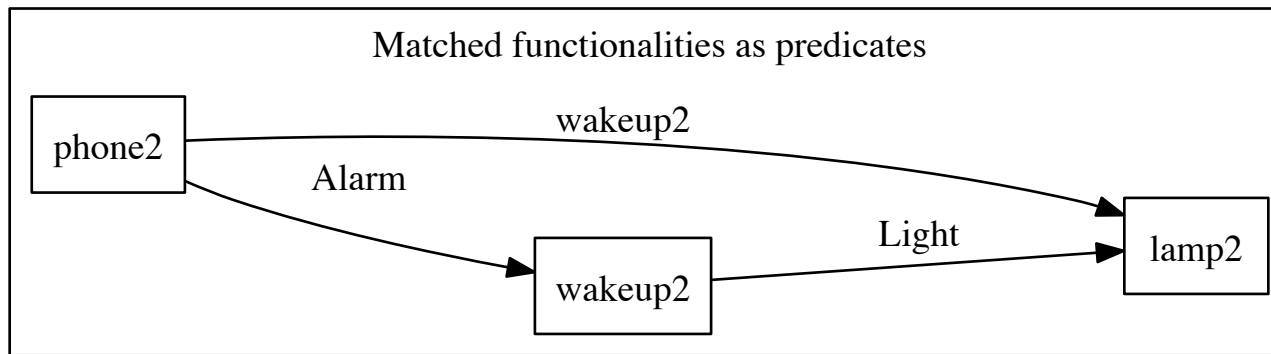 Matched functionalities as predicates
phone2
wakeup2
Alarm
wakeup2
Light
lamp2